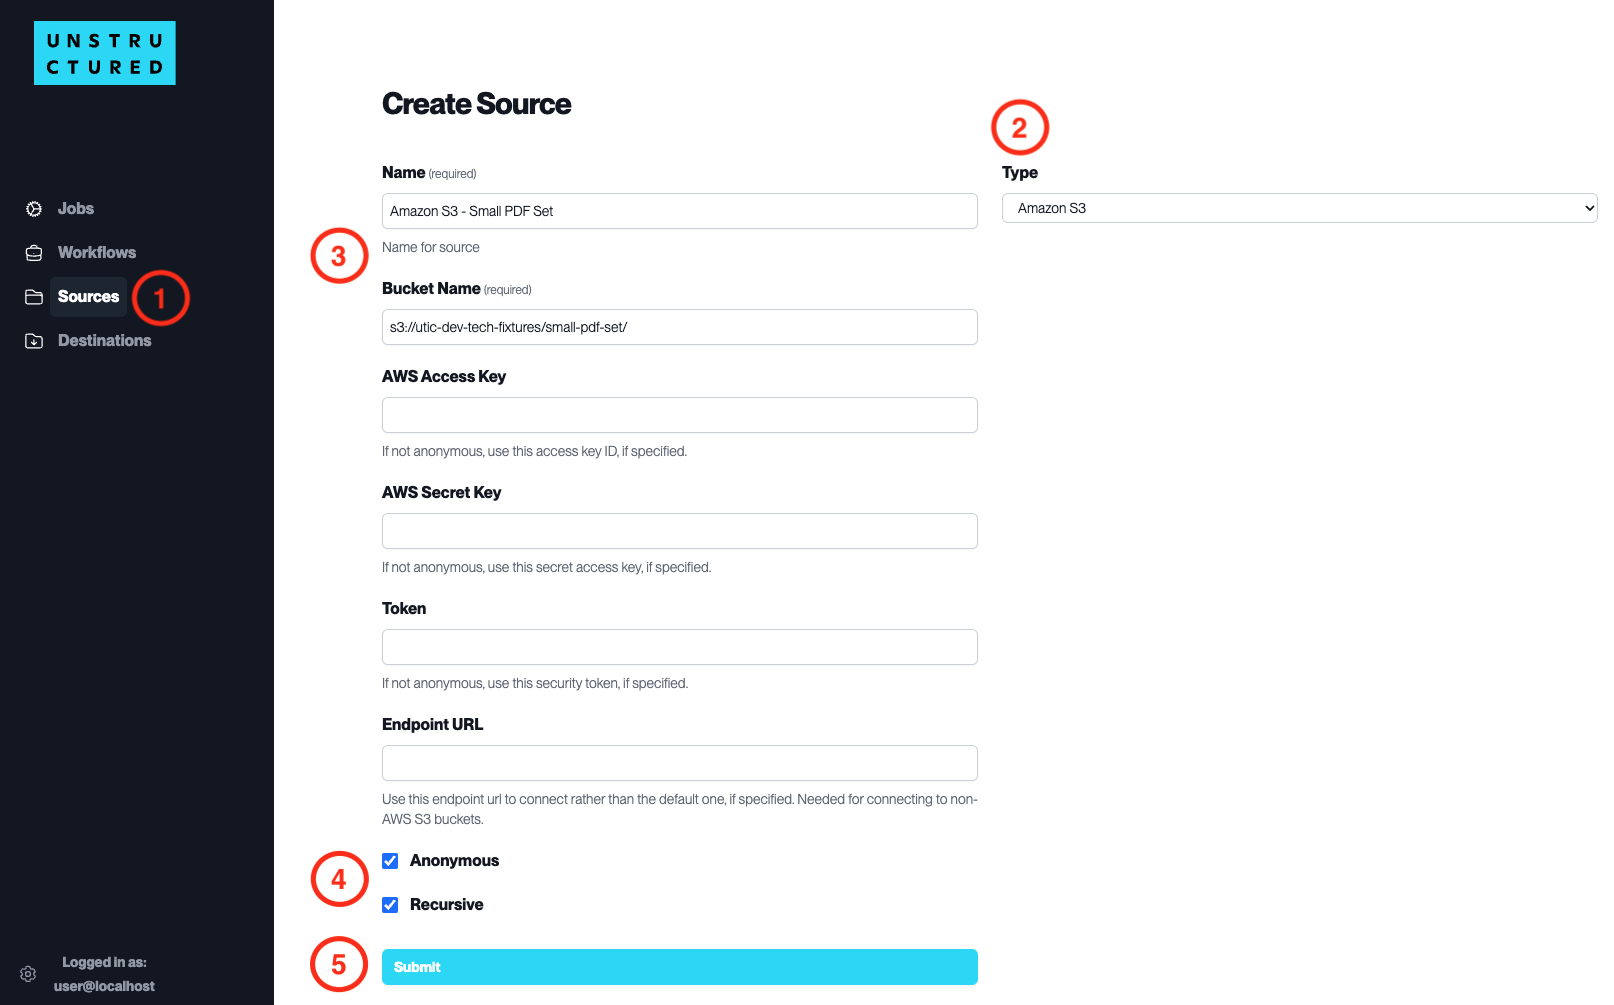 UNSTRU
CTURED
Jobs
Workflows
Sources
1
Destinations
Logged in as:
user@localhost
Create Source
2
Name (required)
Type
Amazon S3 - Small PDF Set
Amazon S3
Name for source
3
Bucket Name (required)
s3://utic-dev-tech-fixtures/small-pdf-set/
AWS Access Key
If not anonymous, use this access key ID, if specified.
AWS Secret Key
If not anonymous, use this secret access key, if specified.
Token
If not anonymous, use this security token, if specified.
Endpoint URL
Use this endpoint url to connect rather than the default one, if specified. Needed for connecting to non-
AWS S3 buckets.
4
Anonymous
Recursive
5
Submit